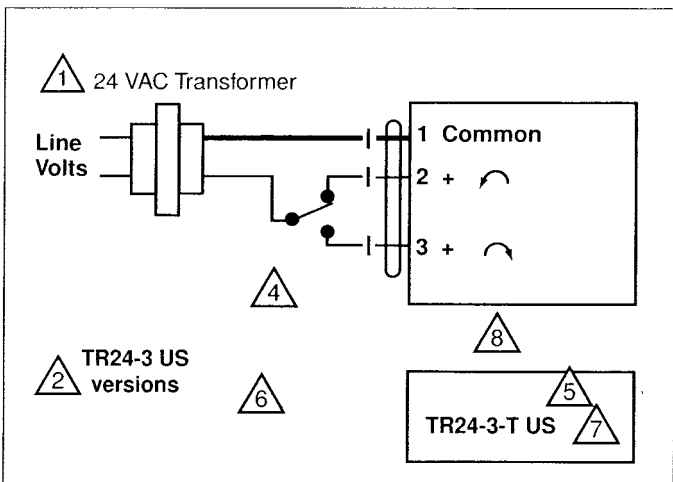 1 24 VAC Transformer
Line
Volts
1 Common
2 +
3 +
4
8
2 TR24-3 US
versions
6
5
TR24-3-T US 7